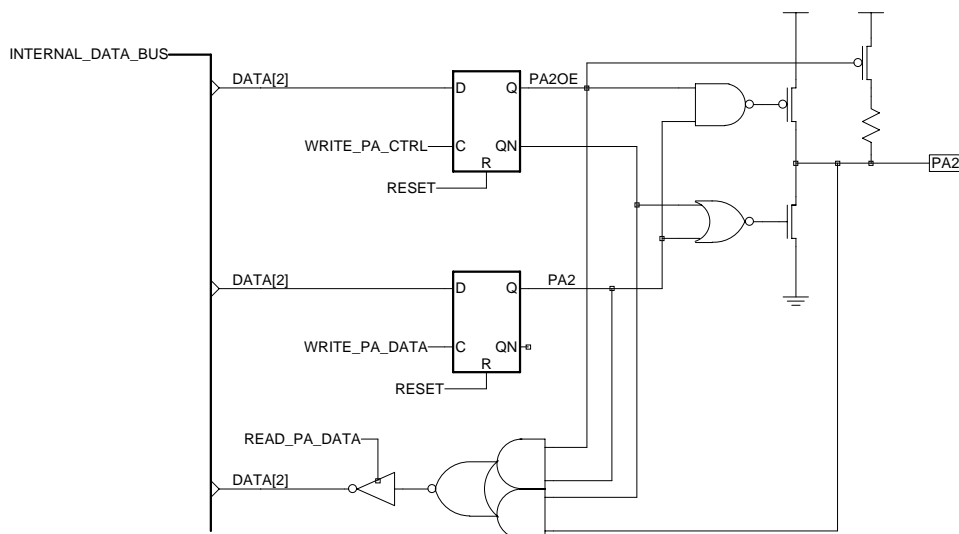 INTERNAL_DATA_BUS
DATA[2]
D
Q
PA2OE
WRITE_PA_CTRL
C
QN
R
RESET
PA2
DATA[2]
D
Q
PA2
WRITE_PA_DATA
C
QN
R
RESET
READ_PA_DATA
DATA[2]